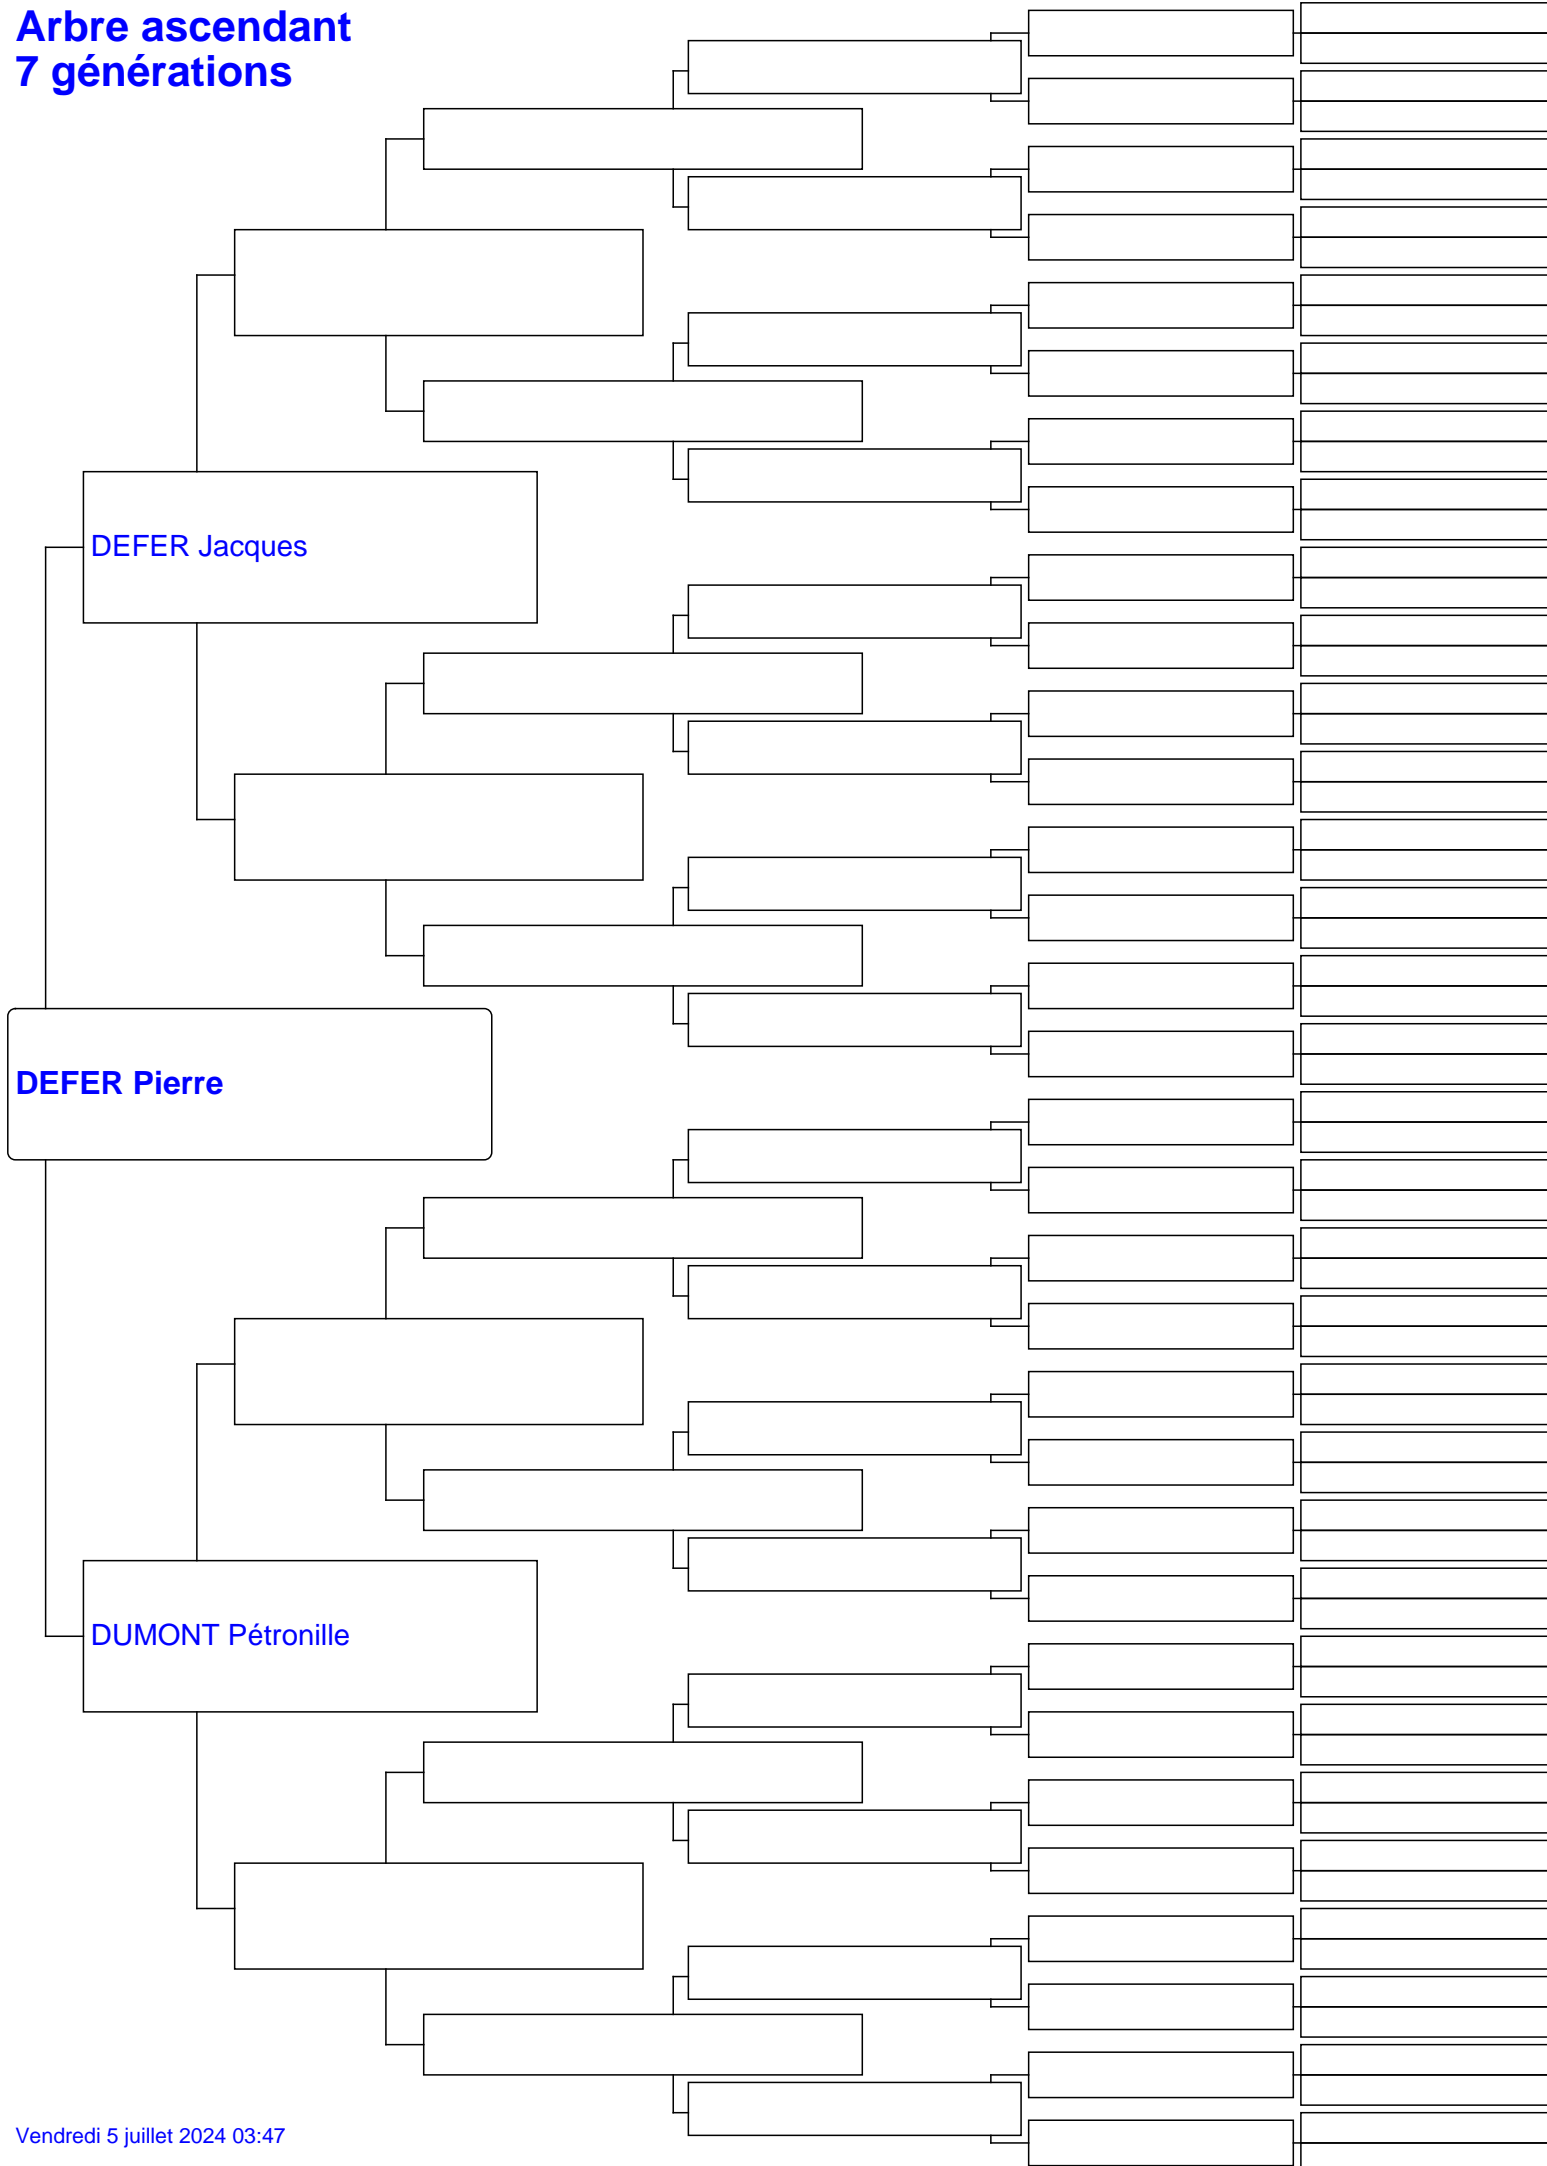 Arbre ascendant
7 générations
DEFER Jacques
DEFER Pierre
DUMONT Pétronille
Vendredi 5 juillet 2024 03:47